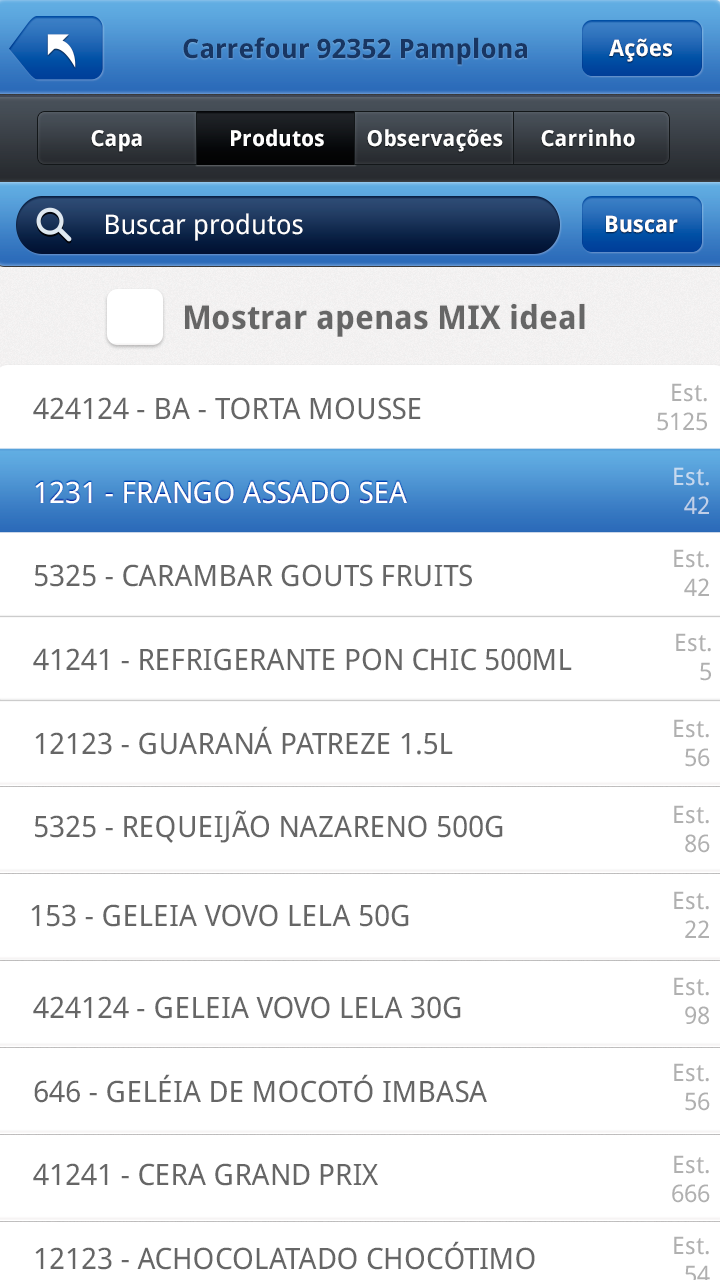 Carrefour 92352 Pamplona
Ações
Capa
Produtos
Observações
Carrinho
Buscar produtos
Buscar
Mostrar apenas MIX ideal
424124 - BA - TORTA MOUSSE
Est.
5125
1231 - FRANGO ASSADO SEA
Est.
42
5325 - CARAMBAR GOUTS FRUITS
Est.
42
41241 - REFRIGERANTE PON CHIC 500ML
Est.
5
12123 - GUARANÁ PATREZE 1.5L
Est.
56
5325 - REQUEIJÃO NAZARENO 500G
Est.
86
153 - GELEIA VOVO LELA 50G
Est.
22
424124 - GELEIA VOVO LELA 30G
Est.
98
646 - GELÉIA DE MOCOTÓ IMBASA
Est.
56
41241 - CERA GRAND PRIX
Est.
666
12123 - ACHOCOLATADO CHOCÓTIMO
Est.
54